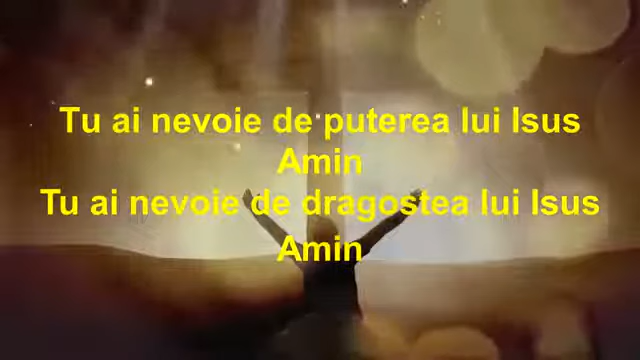 Tu ai nevoie de puterea lui Isus
Amin
Tu ai nevoie de dragostea lui Isus
Amin